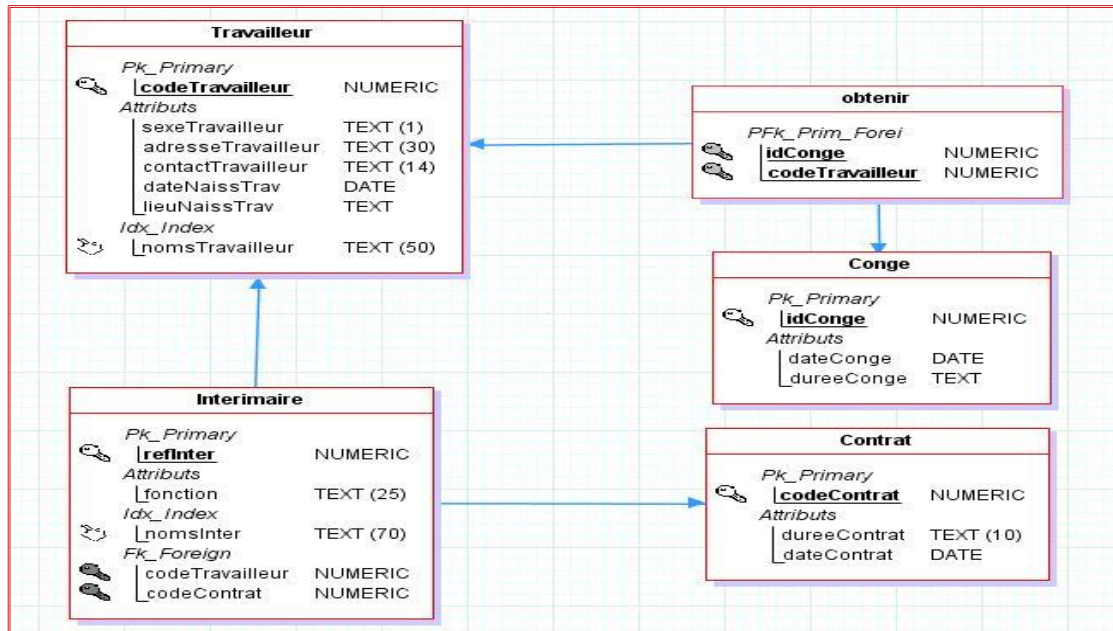 Travailleur
Pk_Primary
codeTravailleur NUMERIC
Attributs
sexeTravailleur TEXT (1)
adresseTravailleur TEXT (30)
contactTravailleur TEXT (14)
dateNaissTrav DATE
lieuNaissTrav TEXT
Idx_Index
nomsTravailleur TEXT (50)
obtenir
PFk_Prim_Forei
idConge NUMERIC
codeTravailleur NUMERIC
Conge
Pk_Primary
idConge NUMERIC
Attributs
dateConge DATE
dureeConge TEXT
Interimaire
Pk_Primary
refInter NUMERIC
Attributs
fonction TEXT (25)
Idx_Index
nomsInter TEXT (70)
Fk_Foreign
codeTravailleur NUMERIC
codeContrat NUMERIC
Contrat
Pk_Primary
codeContrat NUMERIC
Attributs
dureeContrat TEXT (10)
dateContrat DATE